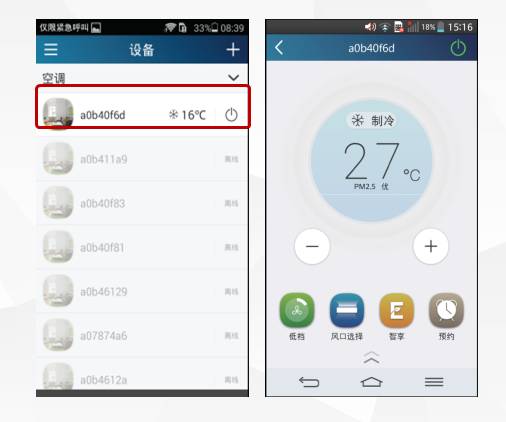 仅限紧急呼叫 33% 08:39
设备
空调
a0b40f6d 16℃
a0b411a9 离线
a0b40f83 离线
a0b40f81 离线
a0b46129 离线
a07874a6 离线
a0b4612a 离线
18% 15:16
a0b40f6d
制冷
27℃
PM2.5 优
低档 风口选择 智享 预约